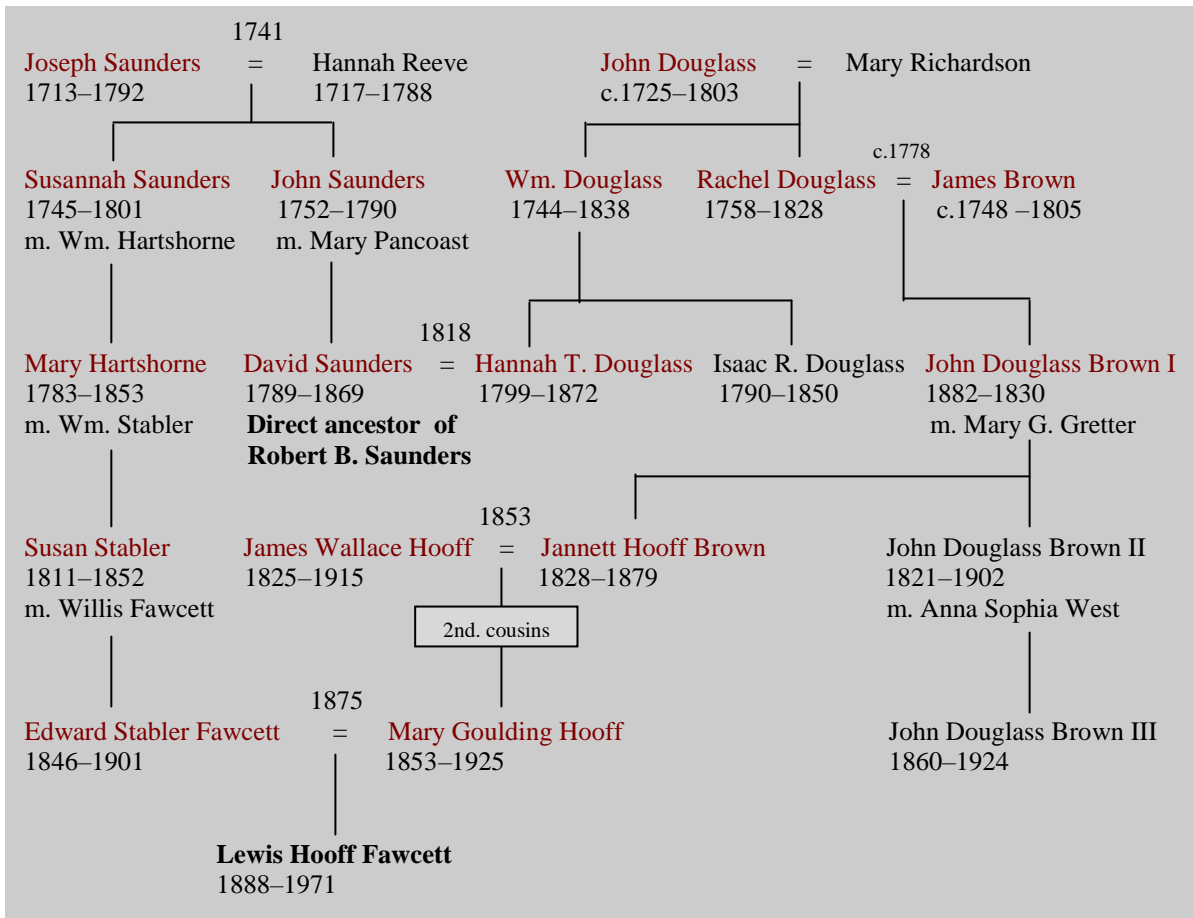 1741
Joseph Saunders = Hannah Reeve John Douglass = Mary Richardson
1713–1792 1717–1788 c.1725–1803
c.1778
Susannah Saunders John Saunders Wm. Douglass Rachel Douglass = James Brown
1745–1801 1752–1790 1744–1838 1758–1828 c.1748 –1805
m. Wm. Hartshorne m. Mary Pancoast
1818
Mary Hartshorne David Saunders = Hannah T. Douglass Isaac R. Douglass John Douglass Brown I
1783–1853 1789–1869 1799–1872 1790–1850 1882–1830
m. Wm. Stabler Direct ancestor of m. Mary G. Gretter
Robert B. Saunders
1853
Susan Stabler James Wallace Hooff = Jannett Hooff Brown John Douglass Brown II
1811–1852 1825–1915 1828–1879 1821–1902
m. Willis Fawcett m. Anna Sophia West
2nd. cousins
1875
Edward Stabler Fawcett = Mary Goulding Hooff John Douglass Brown III
1846–1901 1853–1925 1860–1924
Lewis Hooff Fawcett
1888–1971